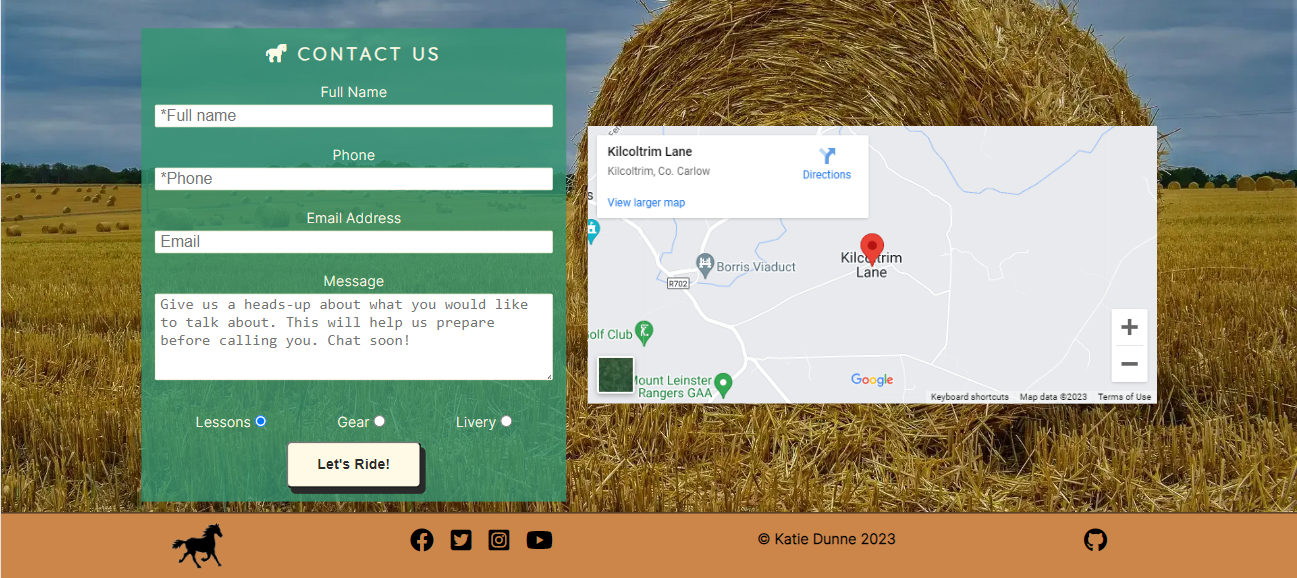 CONTACT US
Full Name
*Full name
Phone
*Phone
Email Address
Email
Message
Give us a heads-up about what you would like
to talk about. This will help us prepare
before calling you. Chat soon!
Lessons
Gear
Livery
Let's Ride!
Kilcoltrim Lane
Kilcoltrim, Co. Carlow
Directions
View larger map
Borris Viaduct
R702
Kilcoltrim
Lane
olf Club
Mount Leinster
Rangers GAA
Google
Keyboard shortcuts
Map data ©2023
Terms of Use
© Katie Dunne 2023